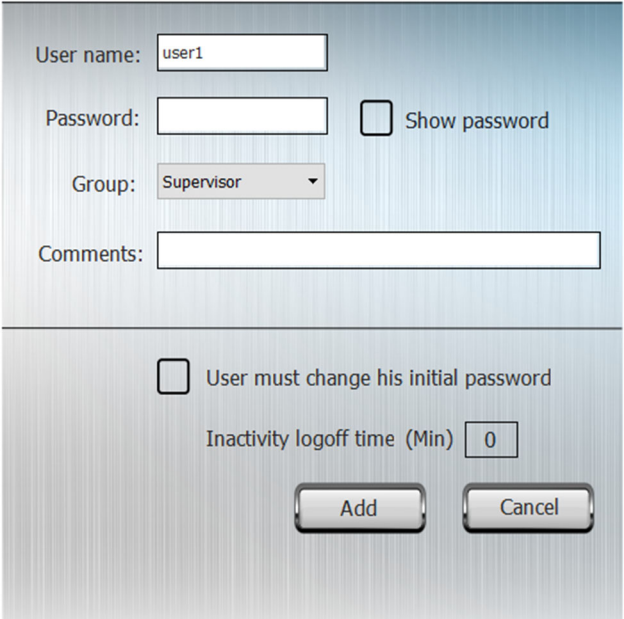 User name: user1
Password: Show password
Group: Supervisor
Comments:
User must change his initial password
Inactivity logoff time (Min) 0
Add Cancel